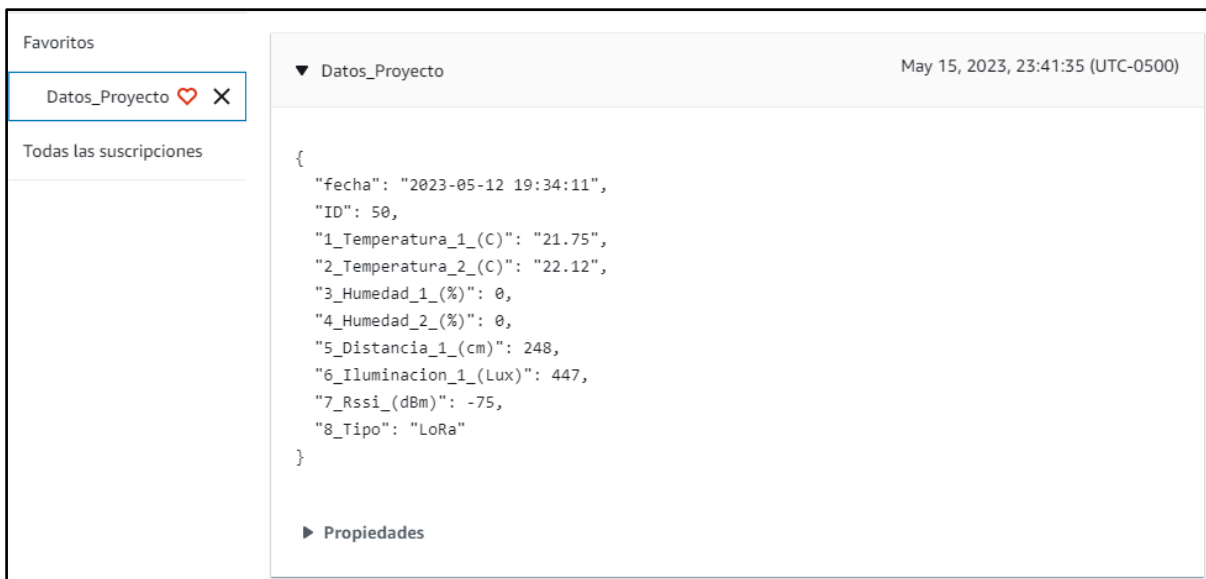 Favoritos
Datos_Proyecto
Todas las suscripciones
Datos_Proyecto May 15, 2023, 23:41:35 (UTC-0500)
{
"fecha": "2023-05-12 19:34:11",
"ID": 50,
"1_Temperatura_1_(C)": "21.75",
"2_Temperatura_2_(C)": "22.12",
"3_Humedad_1_(%)": 0,
"4_Humedad_2_(%)": 0,
"5_Distancia_1_(cm)": 248,
"6_Iluminacion_1_(Lux)": 447,
"7_Rssi_(dBm)": -75,
"8_Tipo": "LoRa"
}
Propiedades